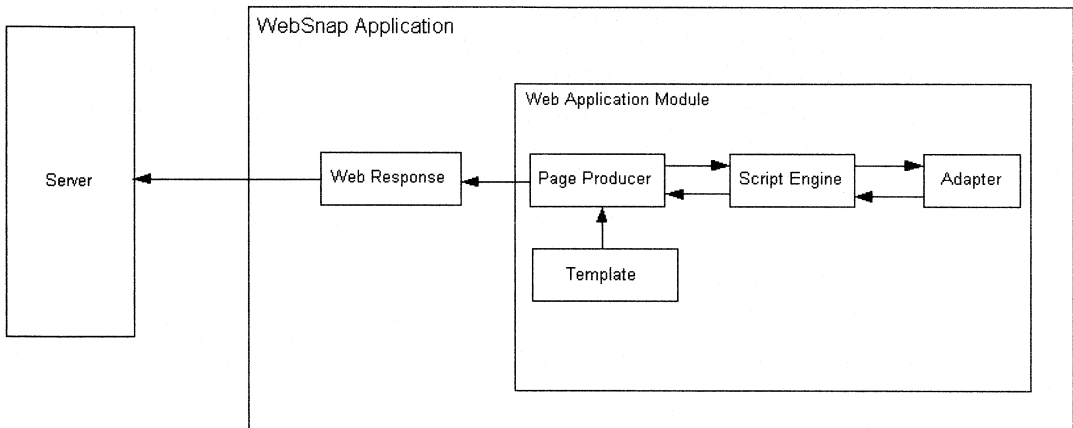 WebSnap Application
Web Application Module
Server
Web Response
Page Producer
Script Engine
Adapter
Template